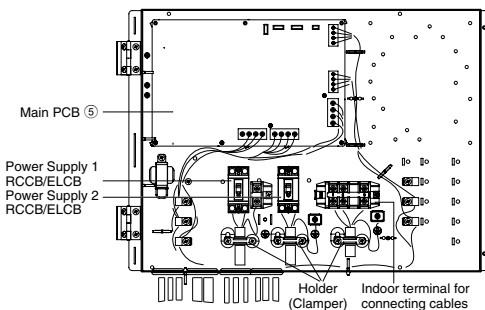 Main PCB ⑤
Power Supply 1
RCCB/ELCB
Power Supply 2
RCCB/ELCB
Holder
(Clamper)
Indoor terminal for
connecting cables